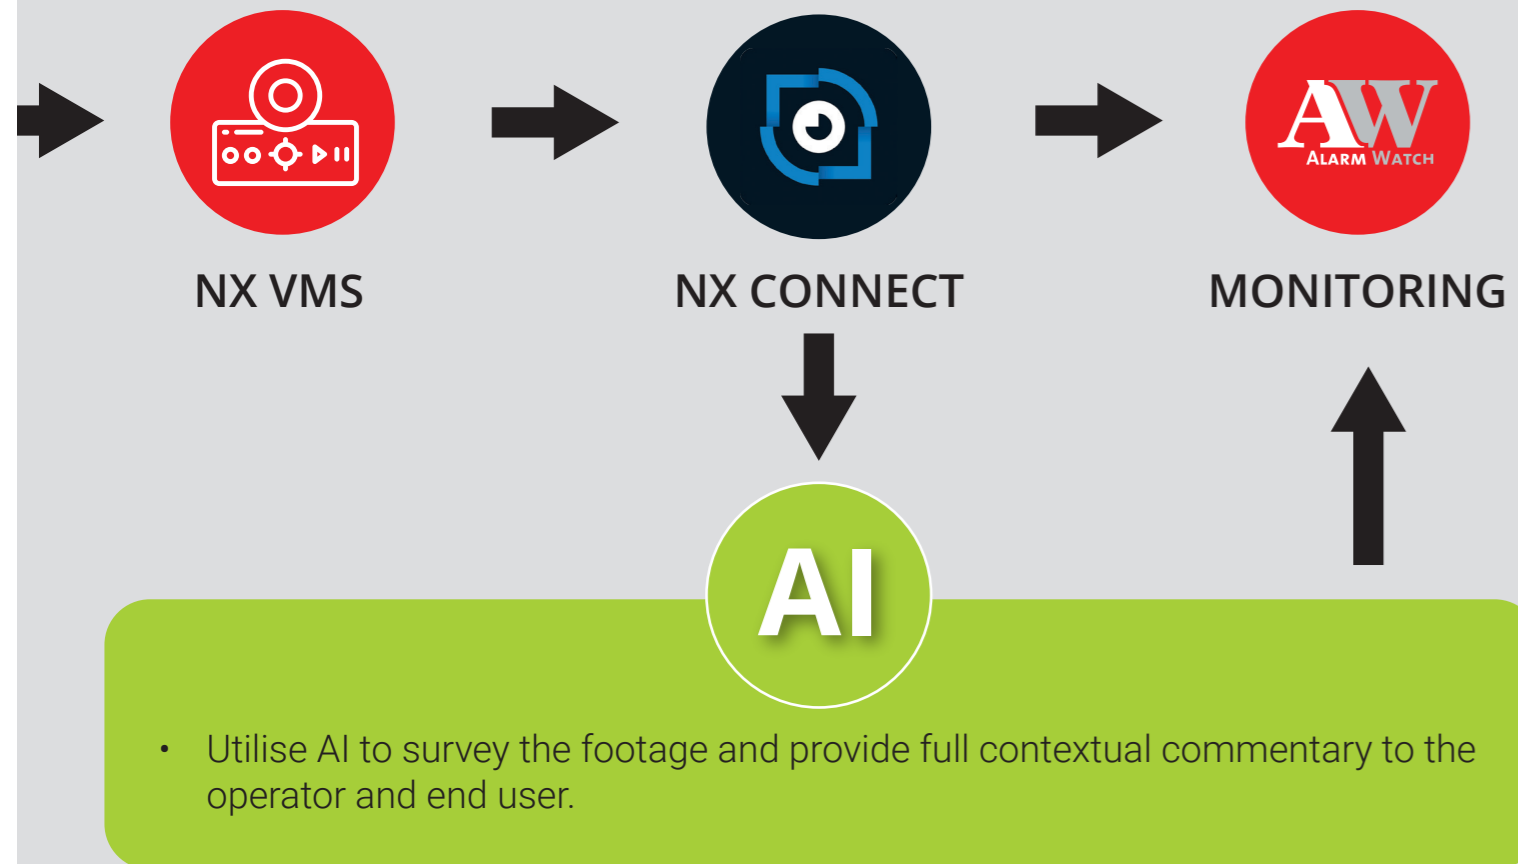 AW
ALARM WATCH
NX VMS
NX CONNECT
MONITORING
AI
• Utilise AI to survey the footage and provide full contextual commentary to the
operator and end user.